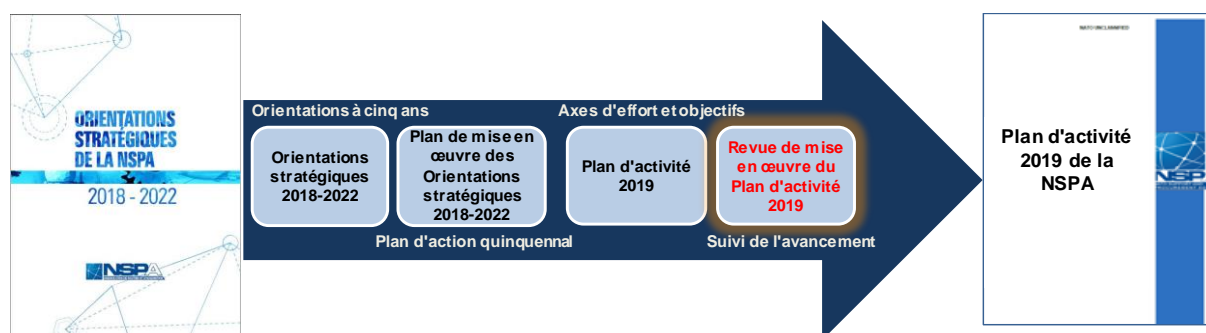 ORIENTATIONS
STRATÉGIQUES
DE LA NSPA
2018 - 2022
NSPA
Orientations à cinq ans
Orientations
stratégiques
2018-2022
Plan de mise en
œuvre des
Orientations
stratégiques
2018-2022
Plan d'action quinquennal
Axes d'effort et objectifs
Plan d'activité
2019
Revue de mise
en œuvre du
Plan d'activité
2019
Suivi de l'avancement
NATO UNCLASSIFIED
Plan d'activité
2019 de la
NSPA
NSP